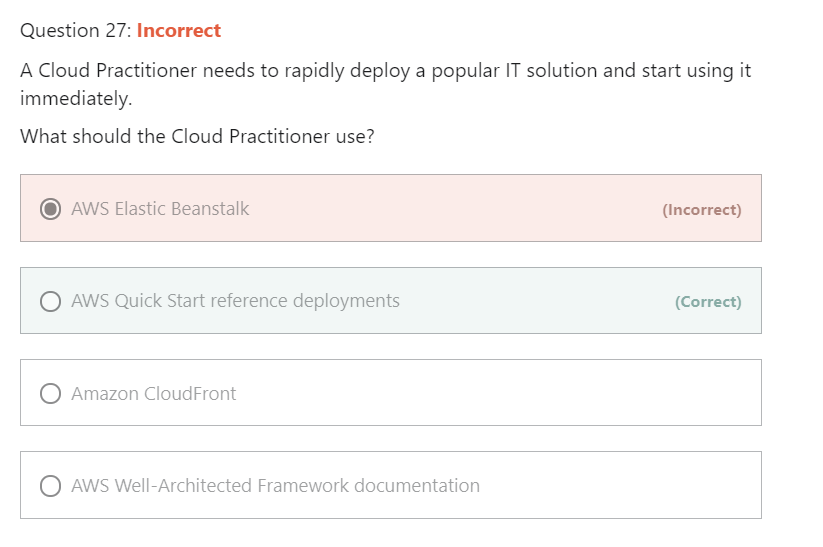 Question 27: Incorrect
A Cloud Practitioner needs to rapidly deploy a popular IT solution and start using it
immediately.
What should the Cloud Practitioner use?
AWS Elastic Beanstalk (Incorrect)
AWS Quick Start reference deployments (Correct)
Amazon CloudFront
AWS Well-Architected Framework documentation